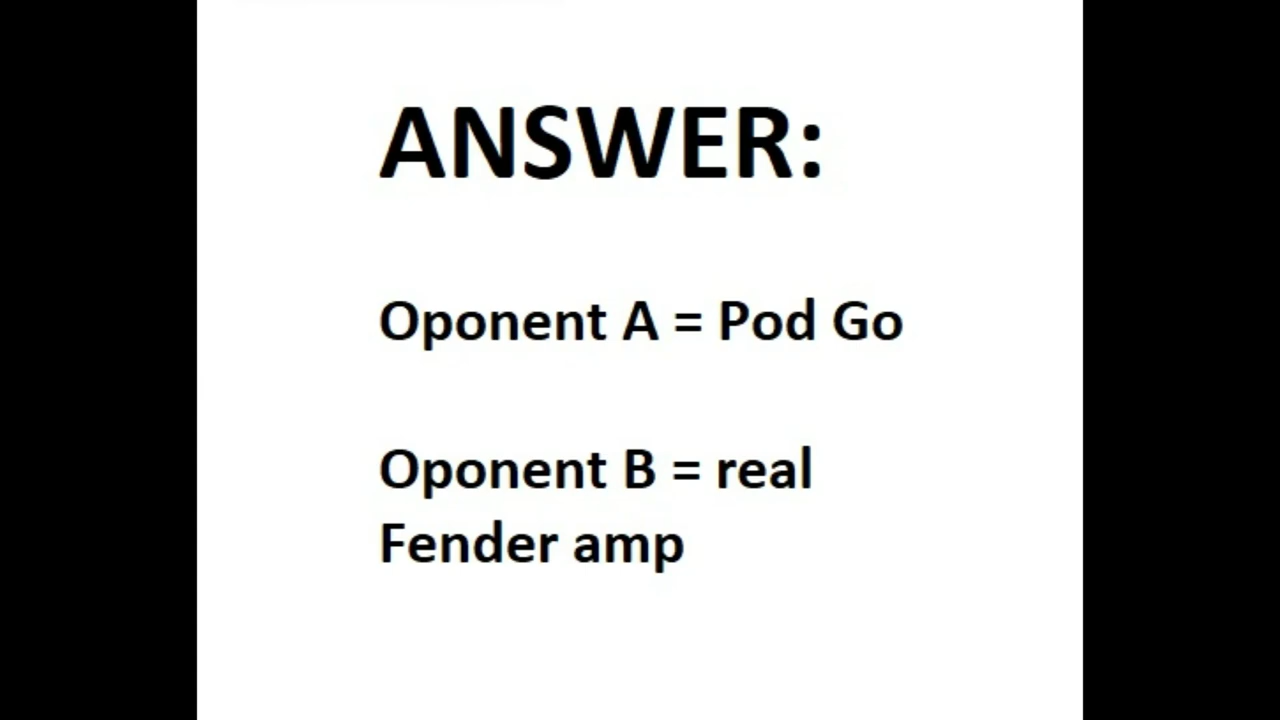 ANSWER:
Oponent A = Pod Go
Oponent B = real
Fender amp